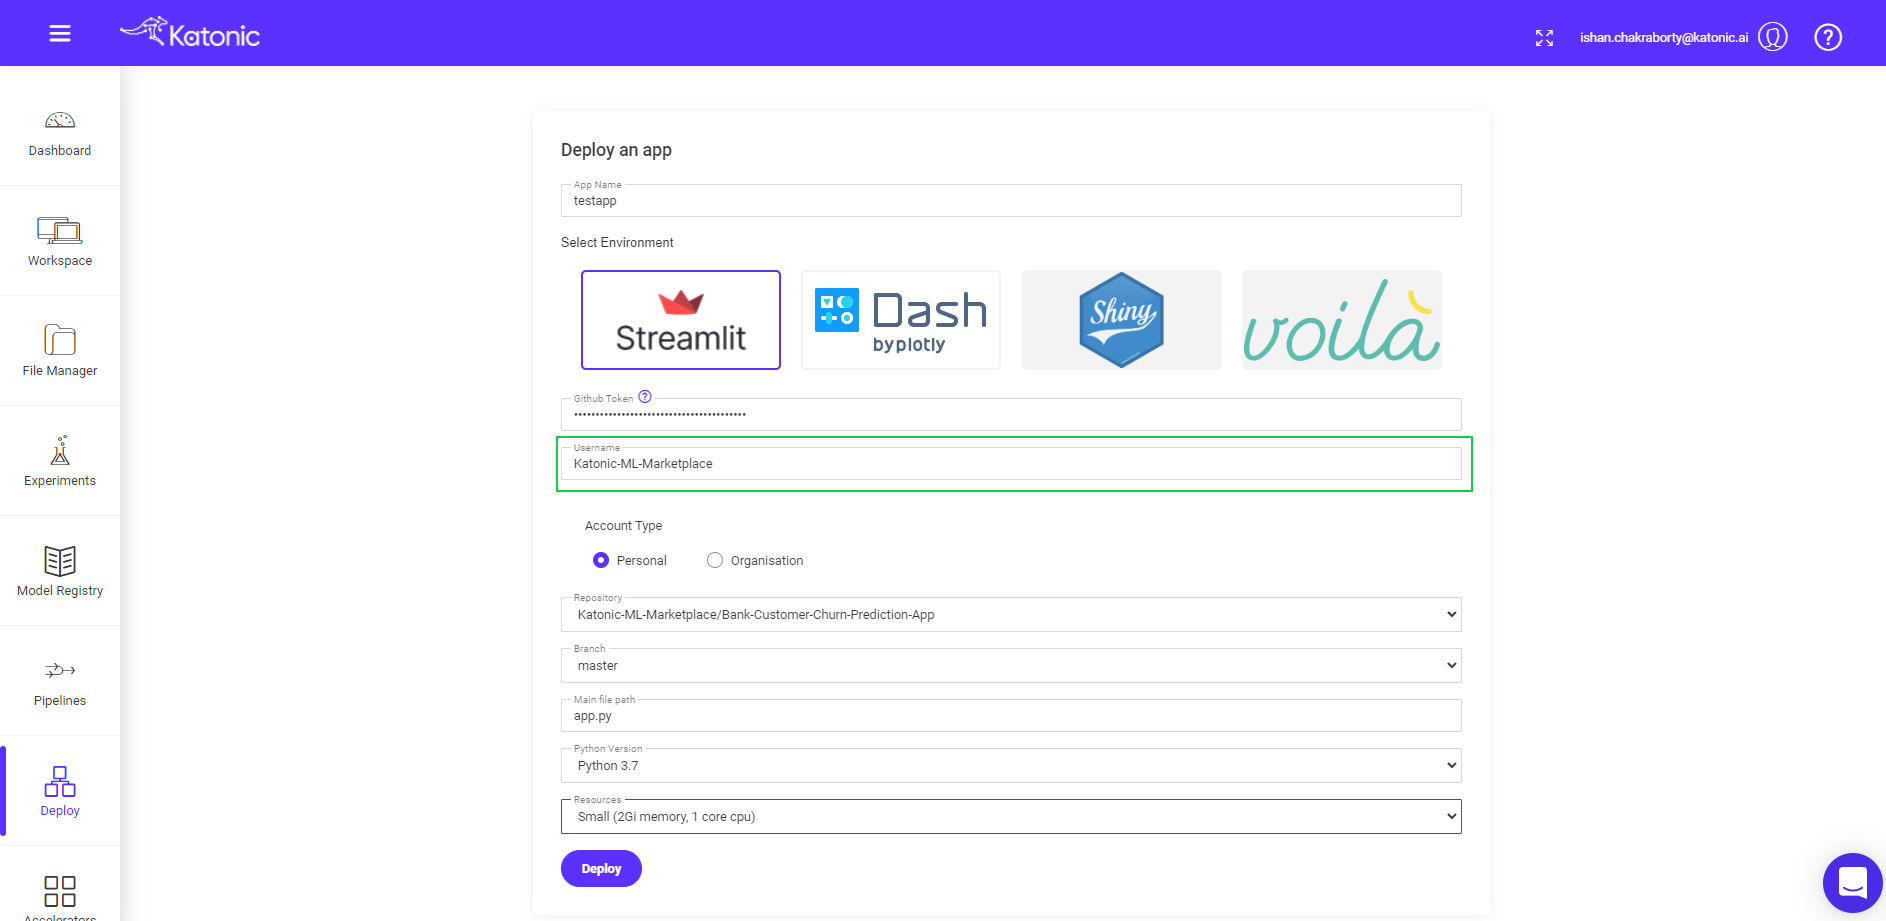 Katonic
ishan.chakraborty@katonic.ai
?
Dashboard
Workspace
File Manager
Experiments
Model Registry
Pipelines
Deploy
Accelerators
Deploy an app
App Name
testapp
Select Environment
Streamlit
Dash
by plotly
Shiny
voilà
Github Token ?
••••••••••••••••••••••••••••••••••••••••
Username
Katonic-ML-Marketplace
Account Type
Personal
Organisation
Repository
Katonic-ML-Marketplace/Bank-Customer-Churn-Prediction-App
Branch
master
Main file path
app.py
Python Version
Python 3.7
Resources
Small (2Gi memory, 1 core cpu)
Deploy